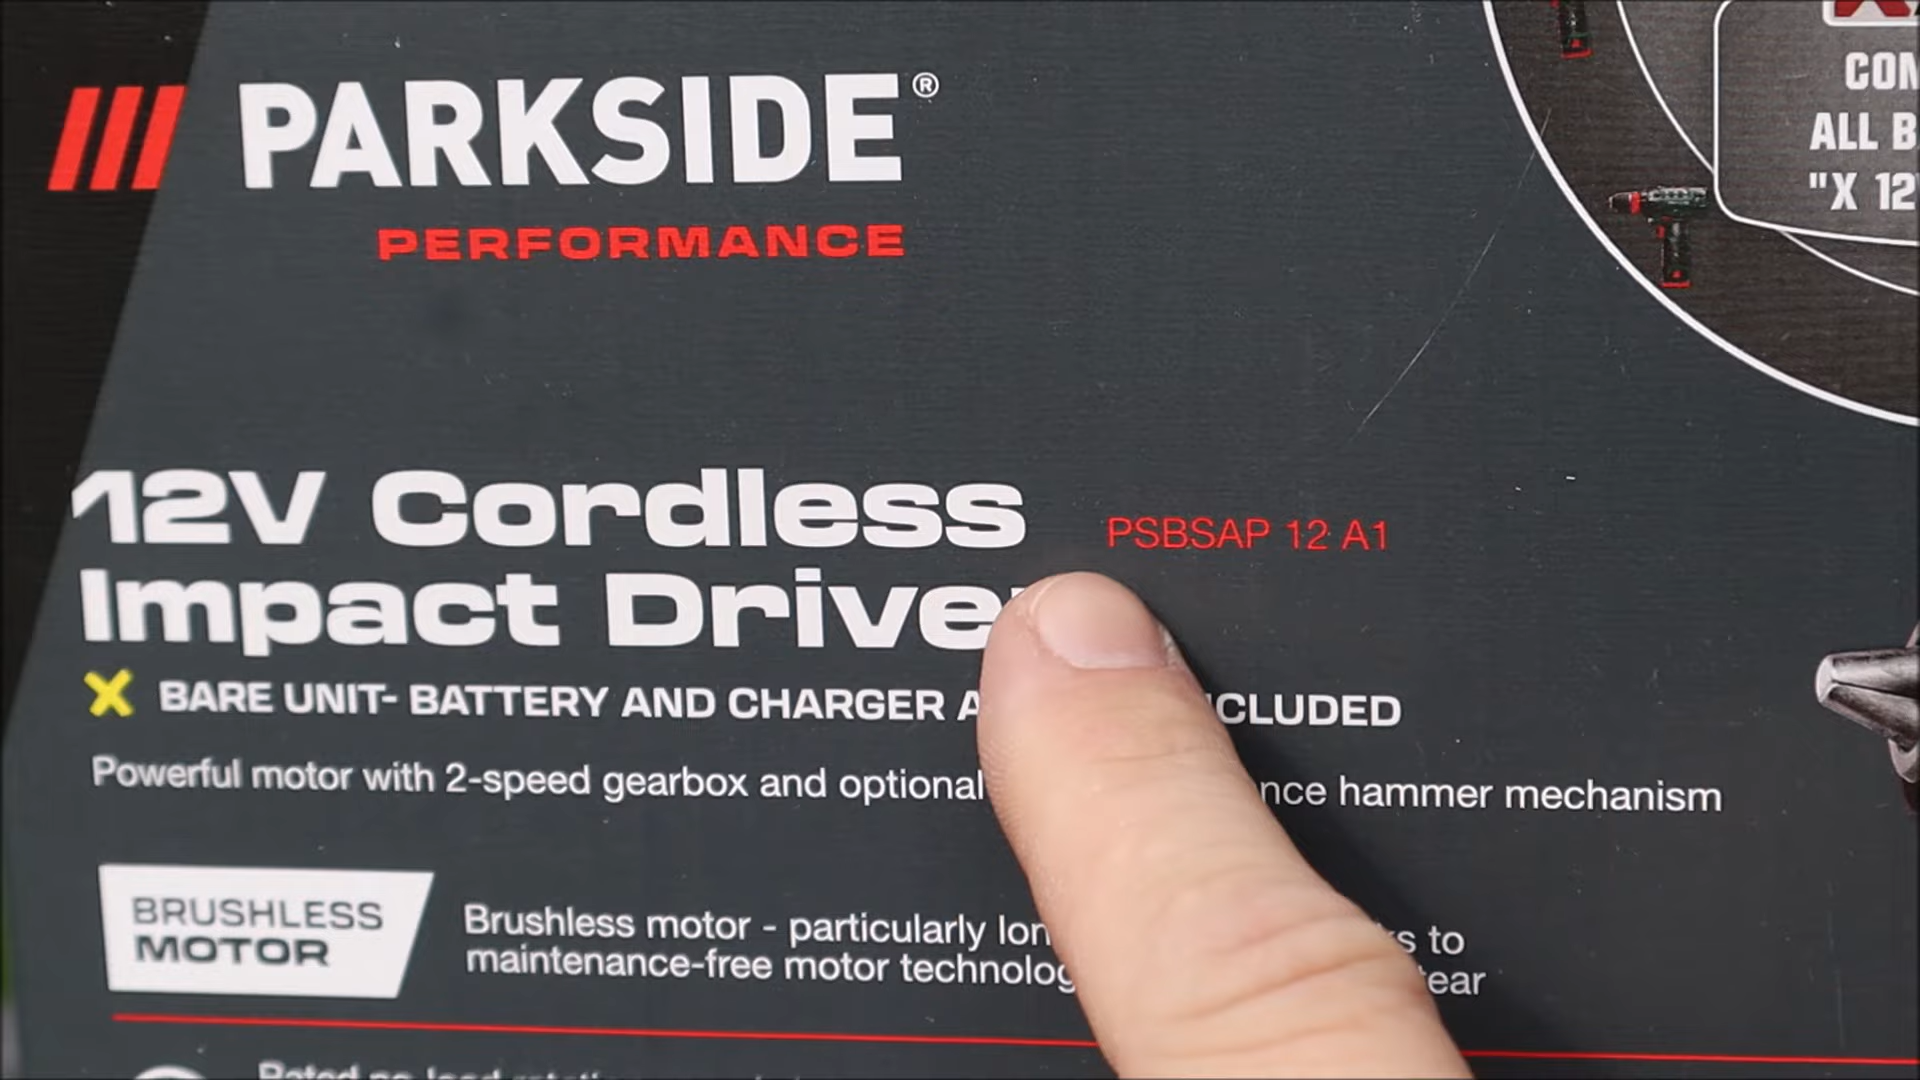 PARKSIDE®
PERFORMANCE
COM
ALL B
"X 12
12V Cordless
PSBSAP 12 A1
Impact Driver
BARE UNIT- BATTERY AND CHARGER A CLUDED
Powerful motor with 2-speed gearbox and optional nce hammer mechanism
BRUSHLESS
MOTOR
Brushless motor - particularly lon s to
maintenance-free motor technolog ear